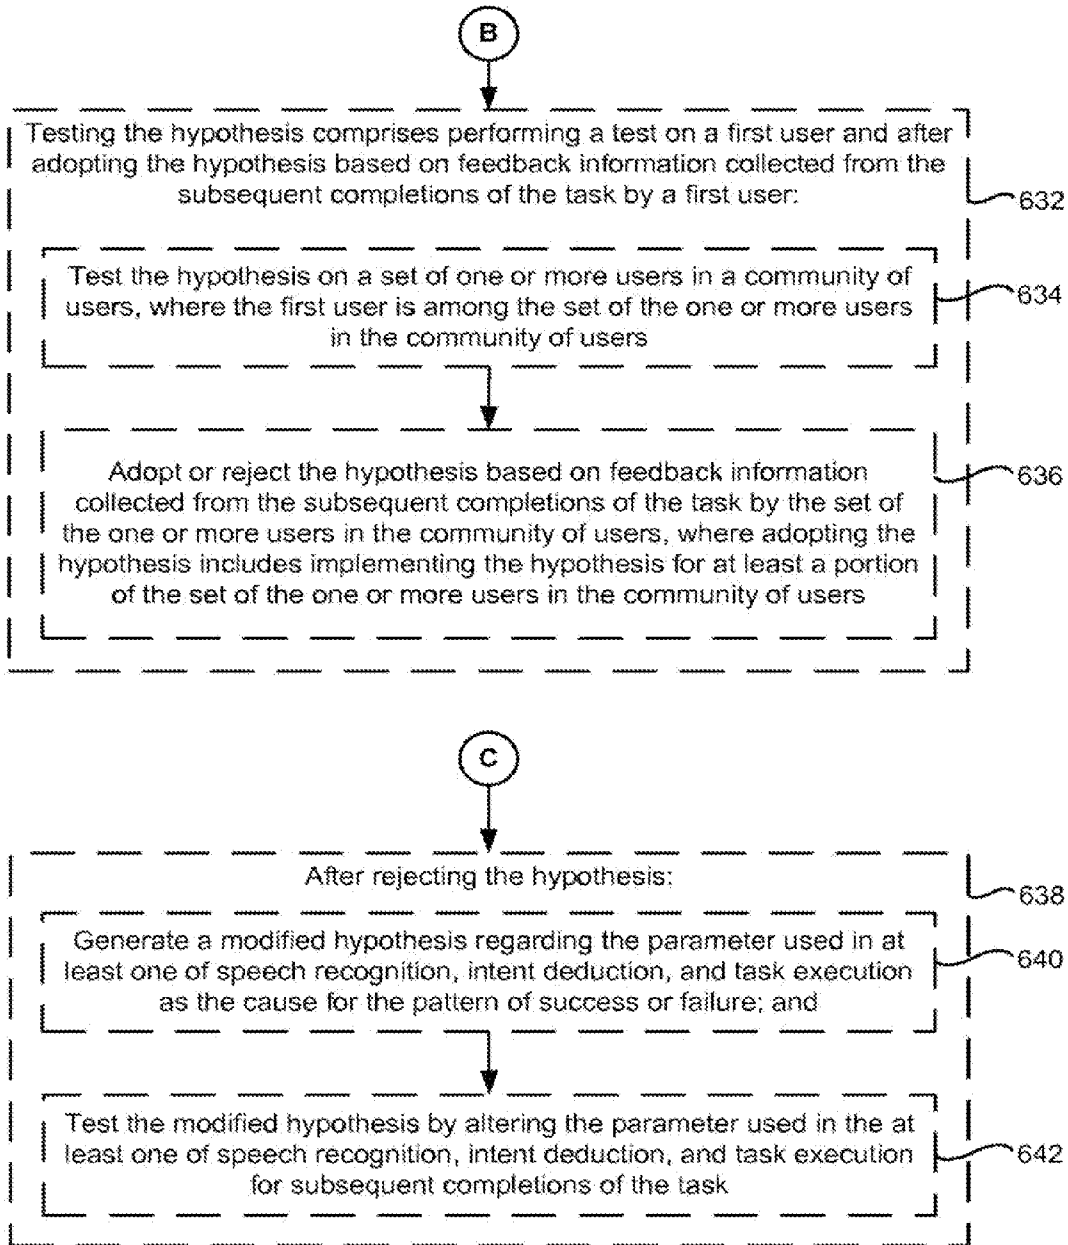 B
Testing the hypothesis comprises performing a test on a first user and after
adopting the hypothesis based on feedback information collected from the
subsequent completions of the task by a first user:
632
Test the hypothesis on a set of one or more users in a community of
users, where the first user is among the set of the one or more users
in the community of users
634
Adopt or reject the hypothesis based on feedback information
collected from the subsequent completions of the task by the set of
the one or more users in the community of users, where adopting the
hypothesis includes implementing the hypothesis for at least a portion
of the set of the one or more users in the community of users
636
C
After rejecting the hypothesis:
638
Generate a modified hypothesis regarding the parameter used in at
least one of speech recognition, intent deduction, and task execution
as the cause for the pattern of success or failure; and
640
Test the modified hypothesis by altering the parameter used in the at
least one of speech recognition, intent deduction, and task execution
for subsequent completions of the task
642